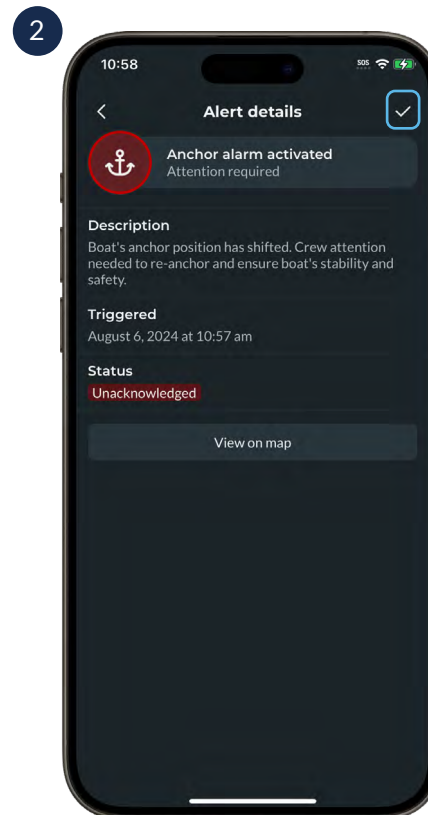 2
10:58
SOS
Alert details
Anchor alarm activated
Attention required
Description
Boat's anchor position has shifted. Crew attention
needed to re-anchor and ensure boat's stability and
safety.
Triggered
August 6, 2024 at 10:57 am
Status
Unacknowledged
View on map